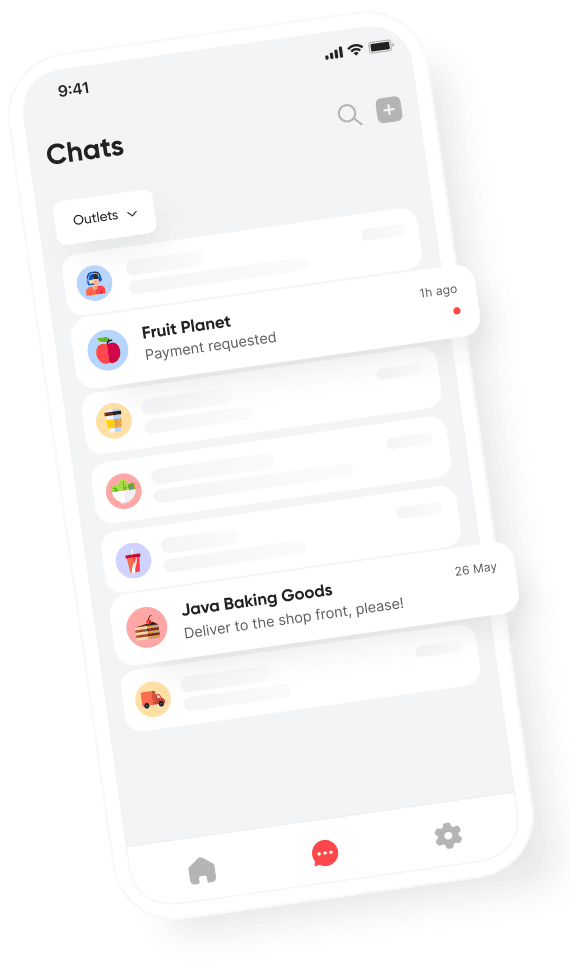 9:41
Chats
Outlets
Fruit Planet
1h ago
Payment requested
Java Baking Goods
26 May
Deliver to the shop front, please!